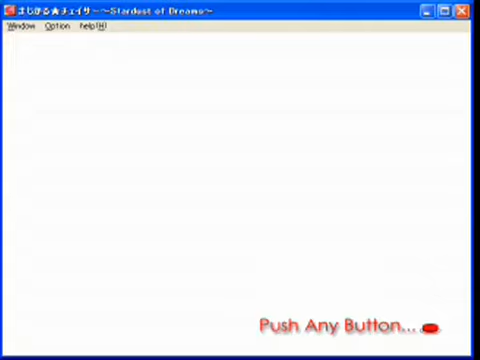 まじかる★チェイサー～Stardust of Dreams～
Window Option help(H)
Push Any Button...